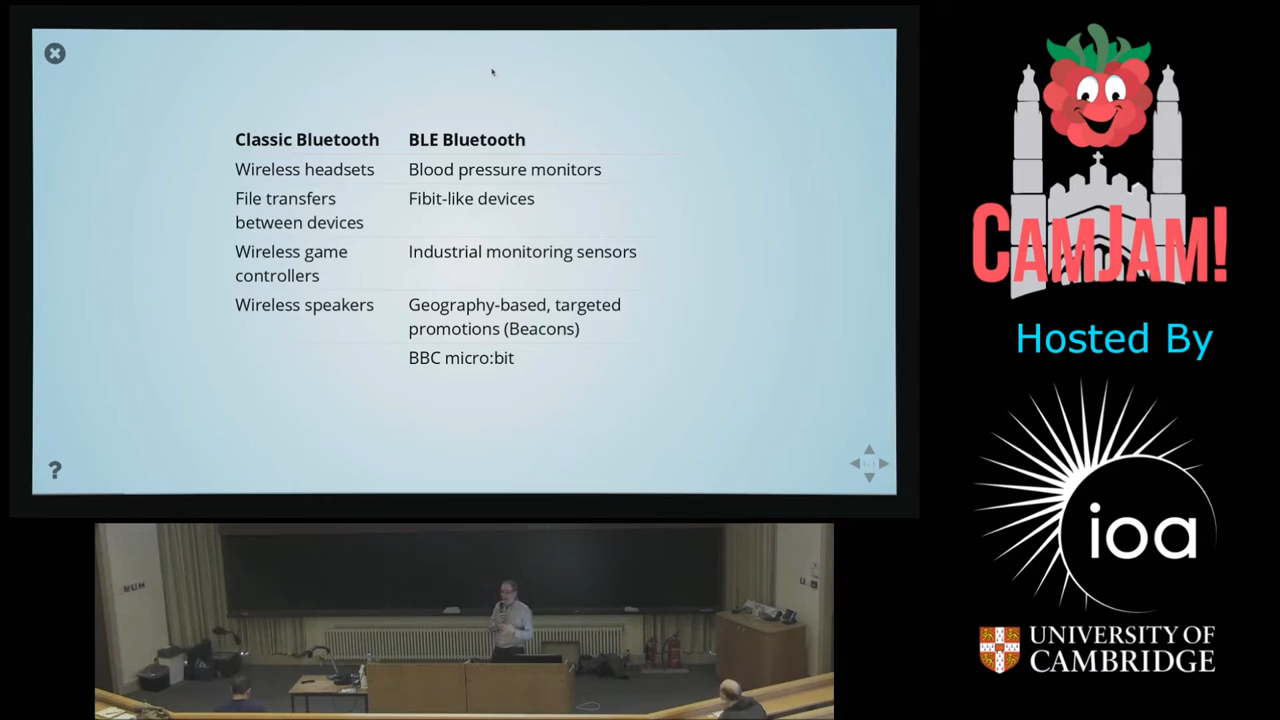 Classic Bluetooth
BLE Bluetooth
Wireless headsets
Blood pressure monitors
File transfers
between devices
Fibit-like devices
Wireless game
controllers
Industrial monitoring sensors
Wireless speakers
Geography-based, targeted
promotions (Beacons)
BBC micro:bit
?
CAMJAM!
Hosted By
ioa
UNIVERSITY OF
CAMBRIDGE